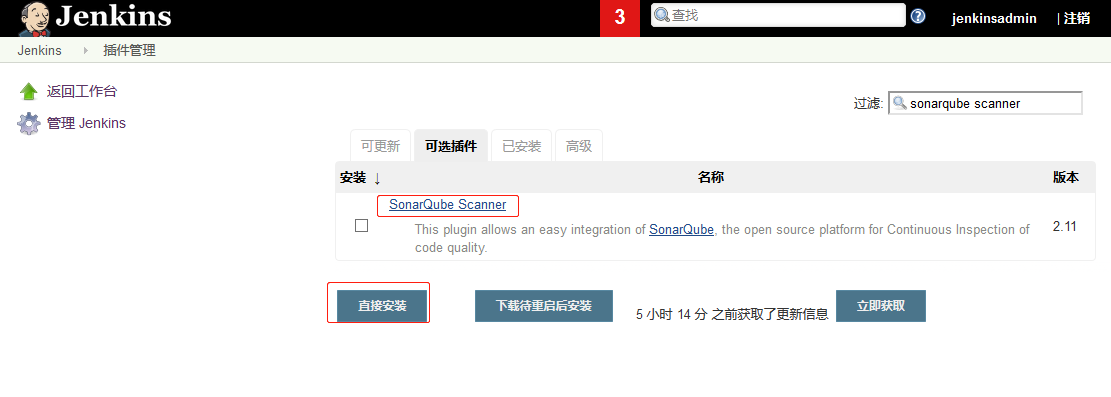 Jenkins
3
查找
jenkinsadmin
| 注销
Jenkins
插件管理
返回工作台
管理 Jenkins
过滤:
sonarqube scanner
可更新
可选插件
已安装
高级
安装 ↓
名称
版本
SonarQube Scanner
This plugin allows an easy integration of SonarQube, the open source platform for Continuous Inspection of
code quality.
2.11
直接安装
下载待重启后安装
5 小时 14 分 之前获取了更新信息
立即获取